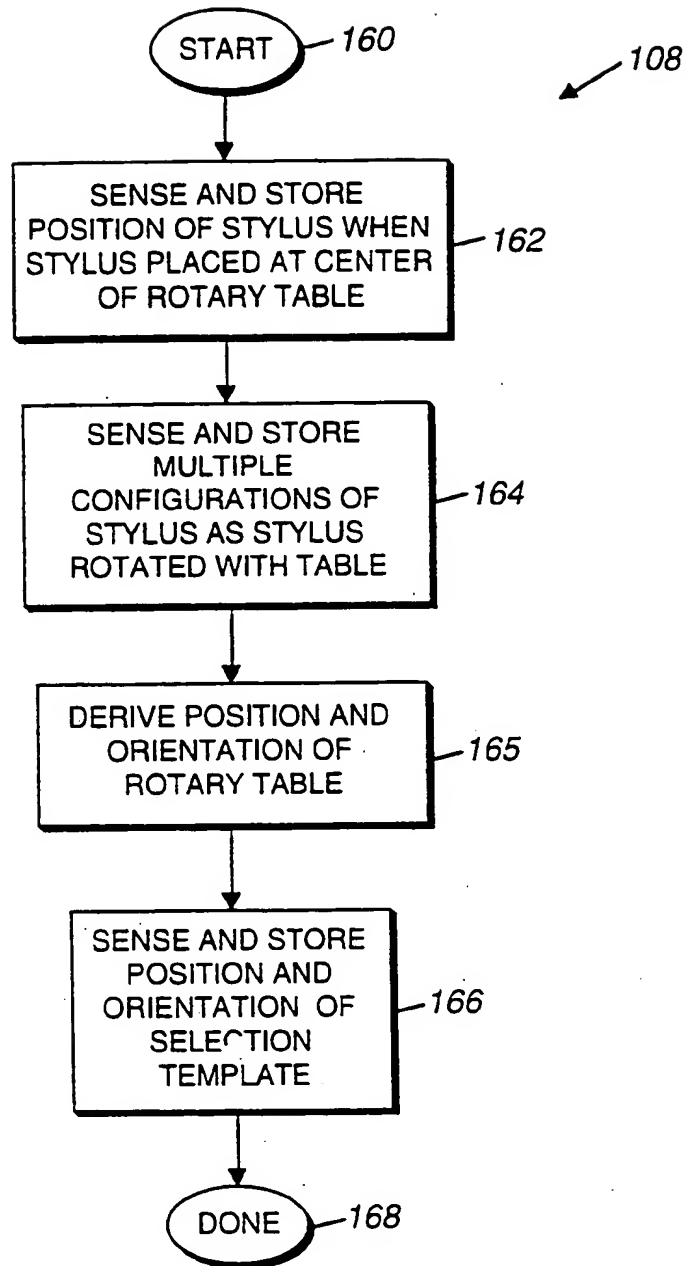 START
160
108
SENSE AND STORE
POSITION OF STYLUS WHEN
STYLUS PLACED AT CENTER
OF ROTARY TABLE
162
SENSE AND STORE
MULTIPLE
CONFIGURATIONS OF
STYLUS AS STYLUS
ROTATED WITH TABLE
164
DERIVE POSITION AND
ORIENTATION OF
ROTARY TABLE
165
SENSE AND STORE
POSITION AND
ORIENTATION OF
SELECTION
TEMPLATE
166
DONE
168